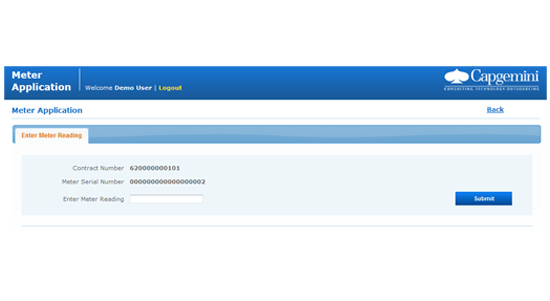 Meter
Application
Welcome Demo User | Logout
Capgemini
CONSULTING.TECHNOLOGY.OUTSOURCING
Meter Application
Back
Enter Meter Reading
Contract Number 620000000101
Meter Serial Number 000000000000000002
Enter Meter Reading
Submit